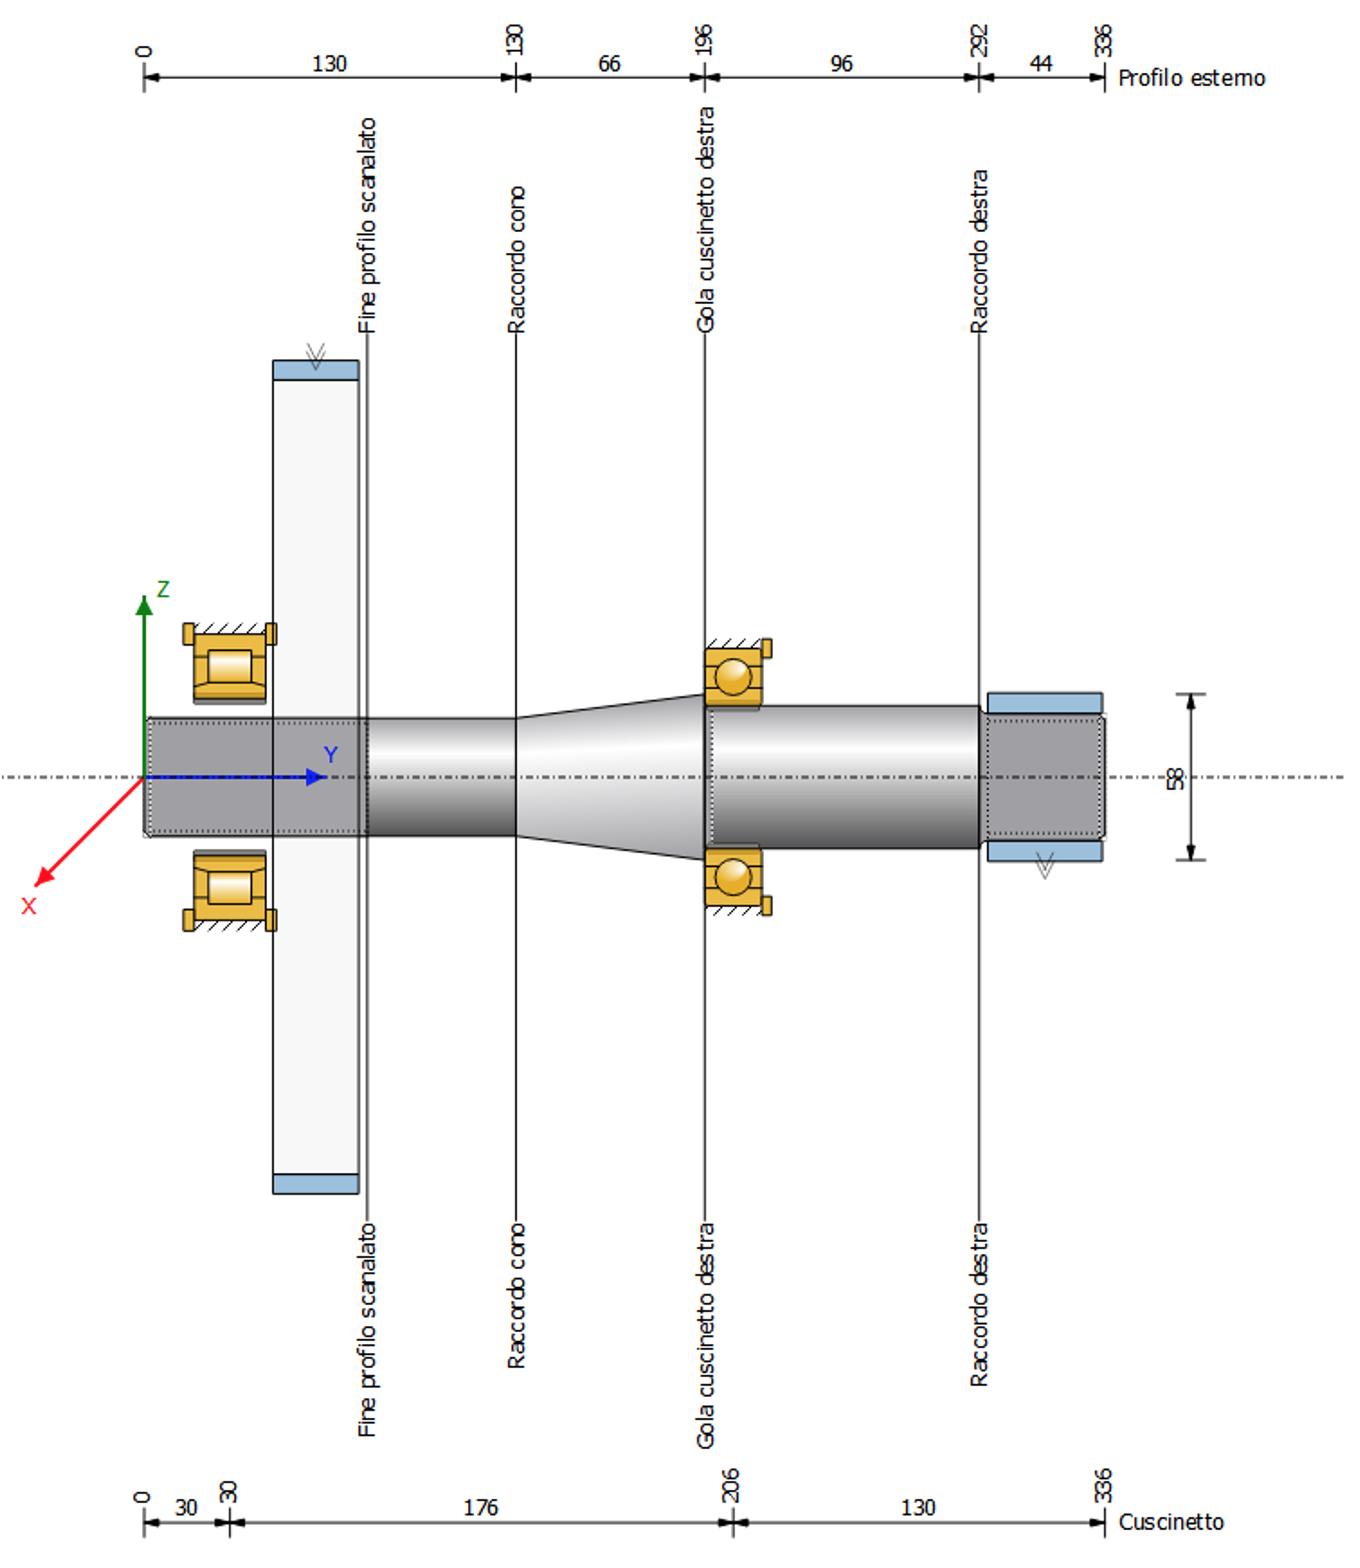 0
130
196
292
336
130
66
96
44
Profilo esterno
Fine profilo scanalato
Raccordo cono
Gola cuscinetto destra
Raccordo destra
Z
Y
X
58
Fine profilo scanalato
Raccordo cono
Gola cuscinetto destra
Raccordo destra
0
30
206
336
30
176
130
Cuscinetto